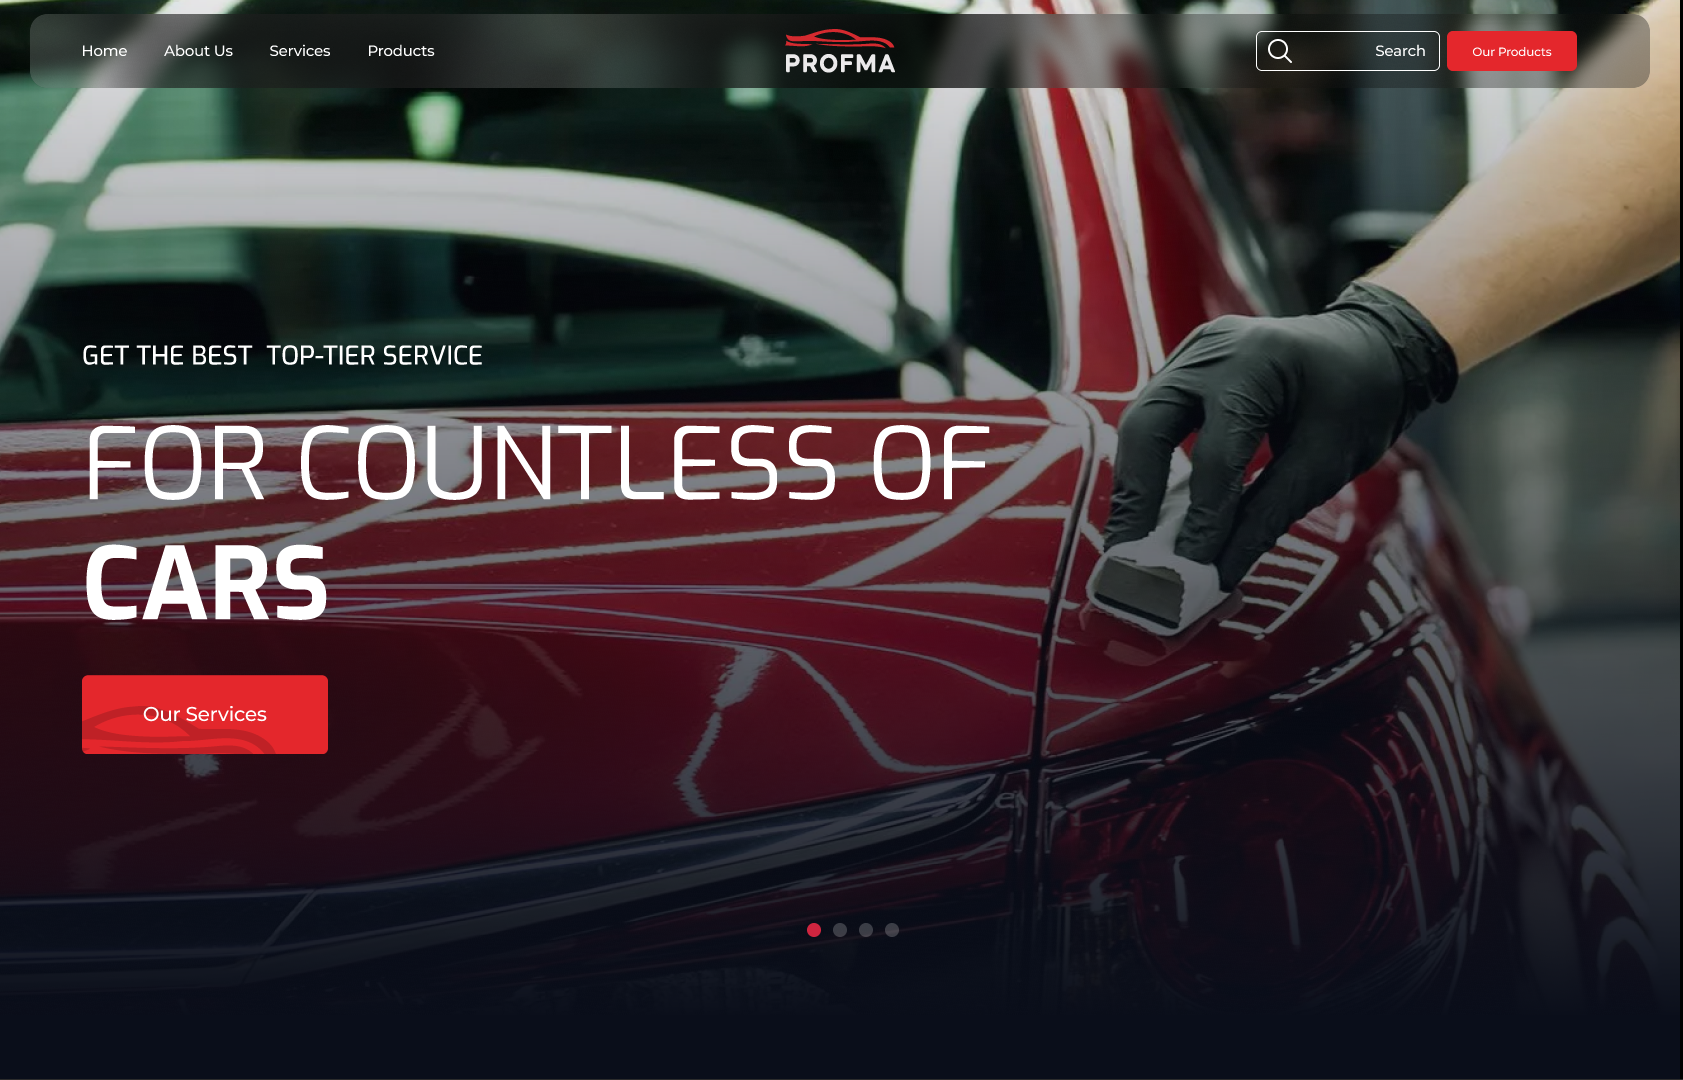 Home
About Us
Services
Products
PROFMA
Search
Our Products
GET THE BEST  TOP-TIER SERVICE
FOR COUNTLESS OF
CARS
Our Services